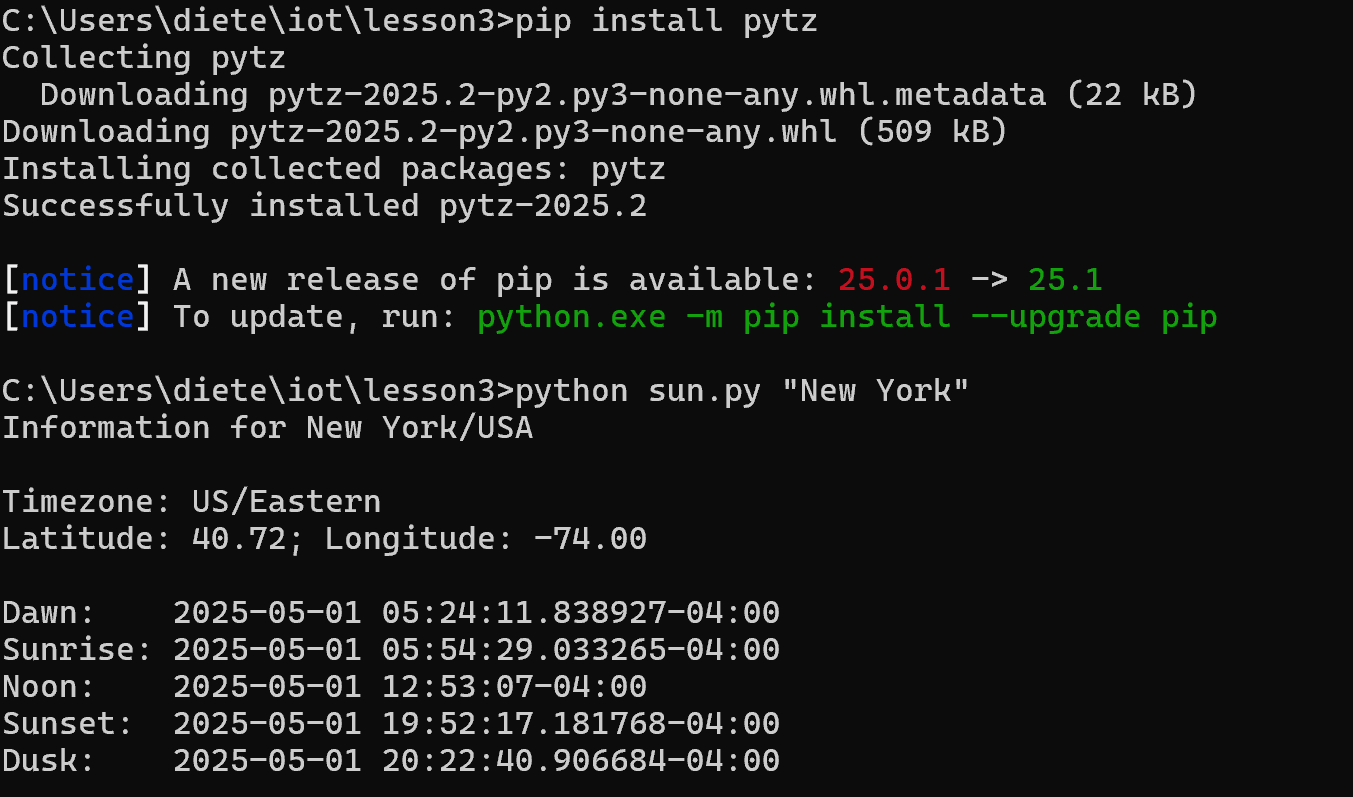 C:\Users\diete\iot\lesson3>pip install pytz
Collecting pytz
  Downloading pytz-2025.2-py2.py3-none-any.whl.metadata (22 kB)
Downloading pytz-2025.2-py2.py3-none-any.whl (509 kB)
Installing collected packages: pytz
Successfully installed pytz-2025.2

[notice] A new release of pip is available: 25.0.1 -> 25.1
[notice] To update, run: python.exe -m pip install --upgrade pip

C:\Users\diete\iot\lesson3>python sun.py "New York"
Information for New York/USA

Timezone: US/Eastern
Latitude: 40.72; Longitude: -74.00

Dawn:    2025-05-01 05:24:11.838927-04:00
Sunrise: 2025-05-01 05:54:29.033265-04:00
Noon:    2025-05-01 12:53:07-04:00
Sunset:  2025-05-01 19:52:17.181768-04:00
Dusk:    2025-05-01 20:22:40.906684-04:00